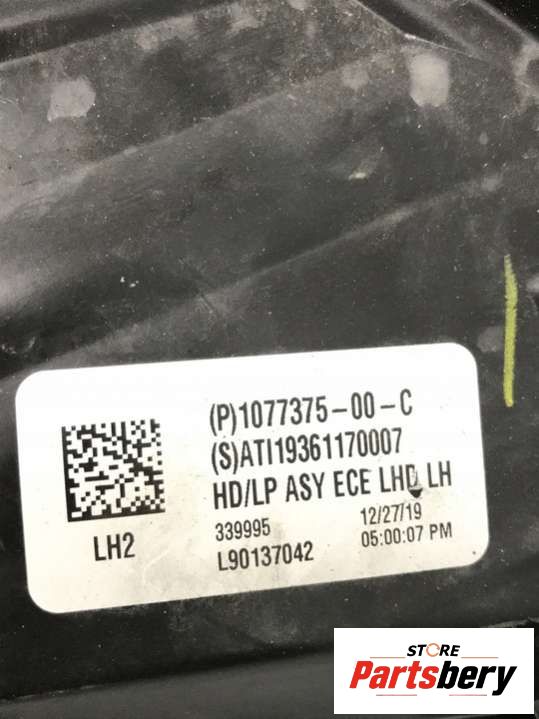 (P)1077375-00-C
(S)ATI19361170007
HD/LP ASY ECE LHD LH
LH2
339995
12/27/19
L90137042
05:00:07 PM
STORE
Partsbery